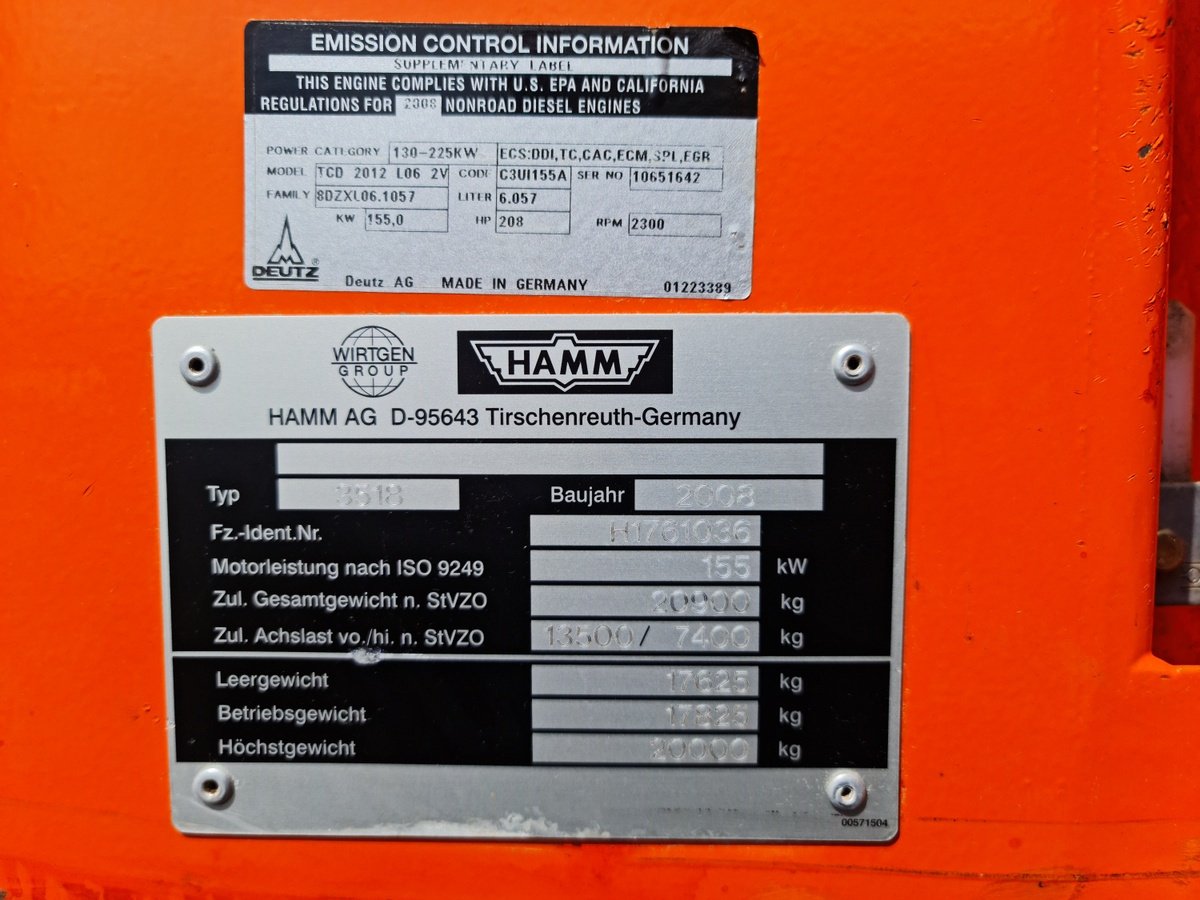 EMISSION CONTROL INFORMATION
SUPPLEMENTARY LABEL
THIS ENGINE COMPLIES WITH U.S. EPA AND CALIFORNIA
REGULATIONS FOR 2008 NONROAD DIESEL ENGINES
POWER CATEGORY 130-225KW ECS:DDI,TC,CAC,ECM,SPL,EGR
MODEL TCD 2012 L06 2V CODE C3UI155A SER NO 10651642
FAMILY 8DZXL06.1057 LITER 6.057
KW 155,0 HP 208 RPM 2300
DEUTZ ®
Deutz AG MADE IN GERMANY 01223389
WIRTGEN GROUP HAMM
HAMM AG D-95643 Tirschenreuth-Germany
Typ 3518 Baujahr 2008
Fz.-Ident.Nr. H1761036
Motorleistung nach ISO 9249 155 kW
Zul. Gesamtgewicht n. StVZO 20900 kg
Zul. Achslast vo./hi. n. StVZO 13500/ 7400 kg
Leergewicht 17625 kg
Betriebsgewicht 17825 kg
Höchstgewicht 20000 kg
00571504